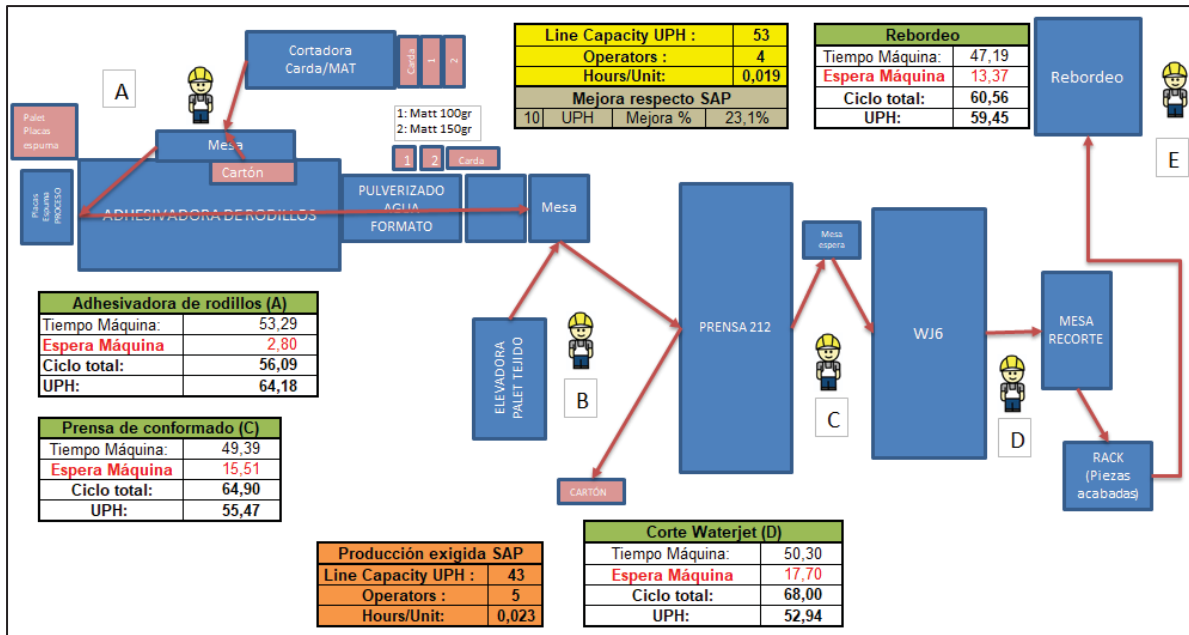 A
Cortadora
Carda/MAT
Carda
1
2
1: Matt 100gr
2: Matt 150gr
Palet
Placas
espuma
Mesa
Cartón
Placas
Espuma
PROCESO
ADHESIVADORA DE RODILLOS
1
2
Carda
PULVERIZADO
AGUA
FORMATO
Mesa
Line Capacity UPH : 53
Operators : 4
Hours/Unit: 0,019
Mejora respecto SAP
10 UPH Mejora % 23,1%
Rebordeo
Tiempo Máquina: 47,19
Espera Máquina 13,37
Ciclo total: 60,56
UPH: 59,45
Rebordeo
E
Adhesivadora de rodillos (A)
Tiempo Máquina: 53,29
Espera Máquina 2,80
Ciclo total: 56,09
UPH: 64,18
Prensa de conformado (C)
Tiempo Máquina: 49,39
Espera Máquina 15,51
Ciclo total: 64,90
UPH: 55,47
ELEVADORA
PALET TEJIDO
B
CARTÓN
PRENSA 212
Mesa
espera
C
WJ6
D
MESA
RECORTE
RACK
(Piezas
acabadas)
Producción exigida SAP
Line Capacity UPH : 43
Operators : 5
Hours/Unit: 0,023
Corte Waterjet (D)
Tiempo Máquina: 50,30
Espera Máquina 17,70
Ciclo total: 68,00
UPH: 52,94